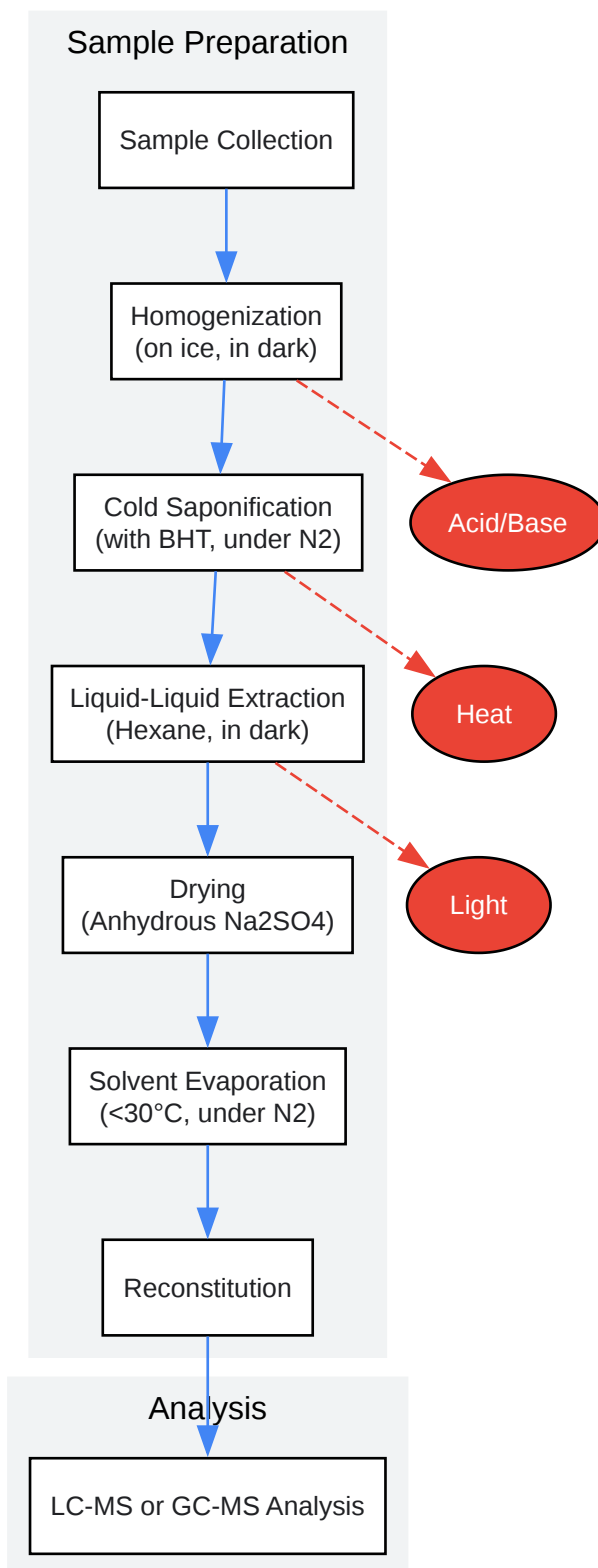 Sample Preparation
Sample Collection
Homogenization
(on ice, in dark)
Cold Saponification
(with BHT, under N2)
Acid/Base
Liquid-Liquid Extraction
(Hexane, in dark)
Heat
Drying
(Anhydrous Na2SO4)
Light
Solvent Evaporation
(<30°C, under N2)
Reconstitution
Analysis
LC-MS or GC-MS Analysis